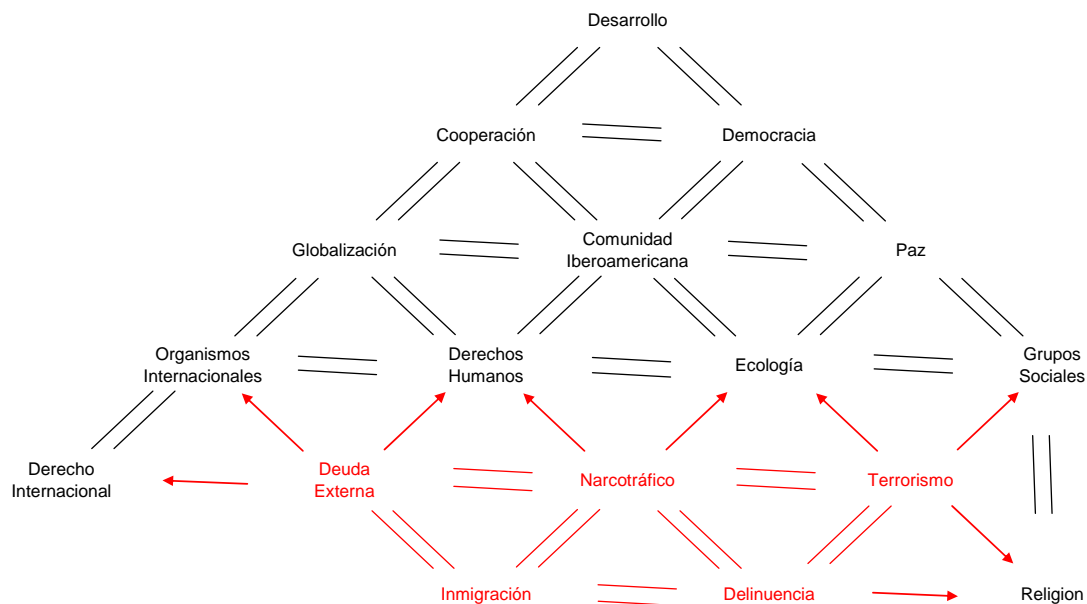 Desarrollo
Cooperación
Democracia
Globalización
Comunidad
Iberoamericana
Paz
Organismos
Internacionales
Derechos
Humanos
Ecología
Grupos
Sociales
Derecho
Internacional
Deuda
Externa
Narcotráfico
Terrorismo
Inmigración
Delinuencia
Religion